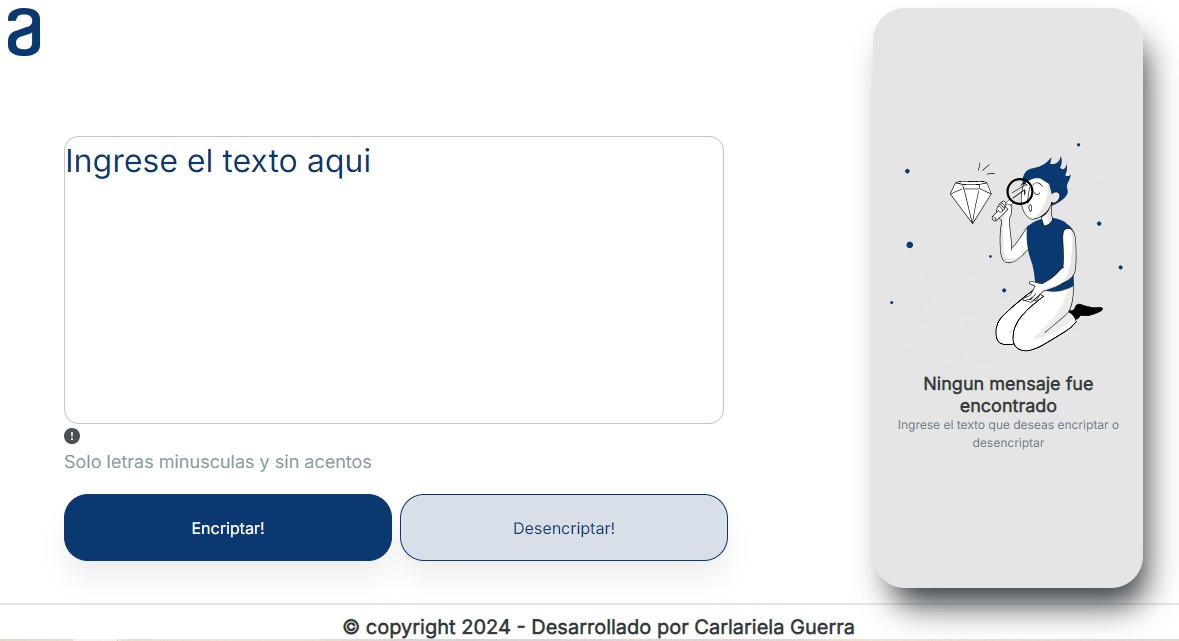 a
Ingrese el texto aqui
!
Solo letras minusculas y sin acentos
Encriptar!
Desencriptar!
Ningun mensaje fue
encontrado
Ingrese el texto que deseas encriptar o
desencriptar
© copyright 2024 - Desarrollado por Carlariela Guerra